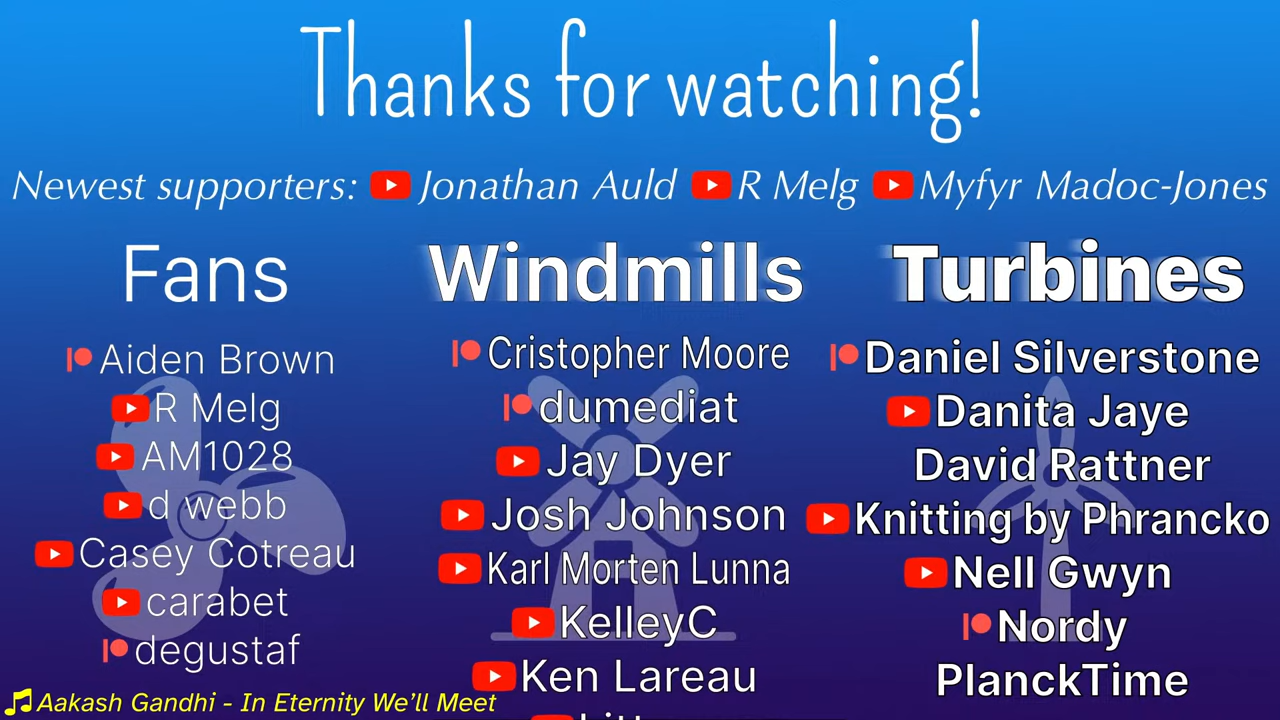 Thanks for watching!
Newest supporters: Jonathan Auld R Melg Myfyr Madoc-Jones
Fans
Aiden Brown
R Melg
AM1028
d webb
Casey Cotreau
carabet
degustaf
Windmills
Cristopher Moore
dumediat
Jay Dyer
Josh Johnson
Karl Morten Lunna
KelleyC
Ken Lareau
Turbines
Daniel Silverstone
Danita Jaye
David Rattner
Knitting by Phrancko
Nell Gwyn
Nordy
PlanckTime
Aakash Gandhi - In Eternity We’ll Meet